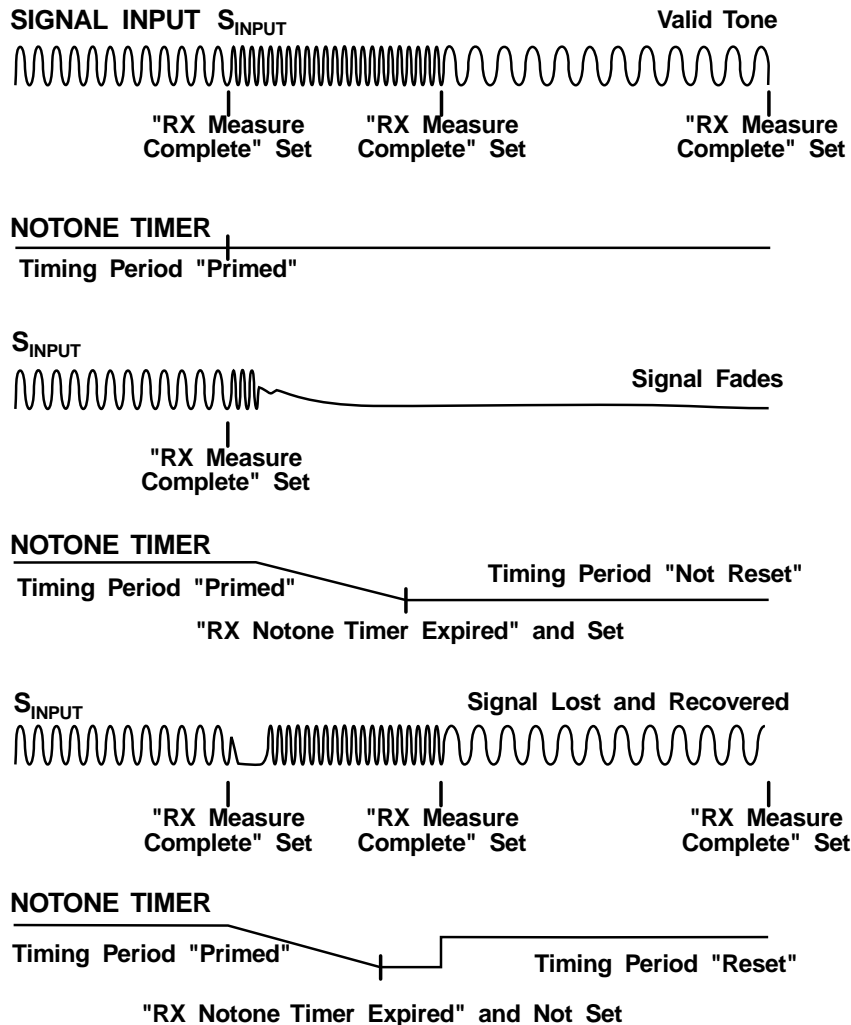 SIGNAL INPUT S_INPUT Valid Tone
"RX Measure Complete" Set
"RX Measure Complete" Set
"RX Measure Complete" Set
NOTONE TIMER
Timing Period "Primed"
S_INPUT
Signal Fades
"RX Measure Complete" Set
NOTONE TIMER
Timing Period "Primed"
Timing Period "Not Reset"
"RX Notone Timer Expired" and Set
S_INPUT
Signal Lost and Recovered
"RX Measure Complete" Set
"RX Measure Complete" Set
"RX Measure Complete" Set
NOTONE TIMER
Timing Period "Primed"
Timing Period "Reset"
"RX Notone Timer Expired" and Not Set